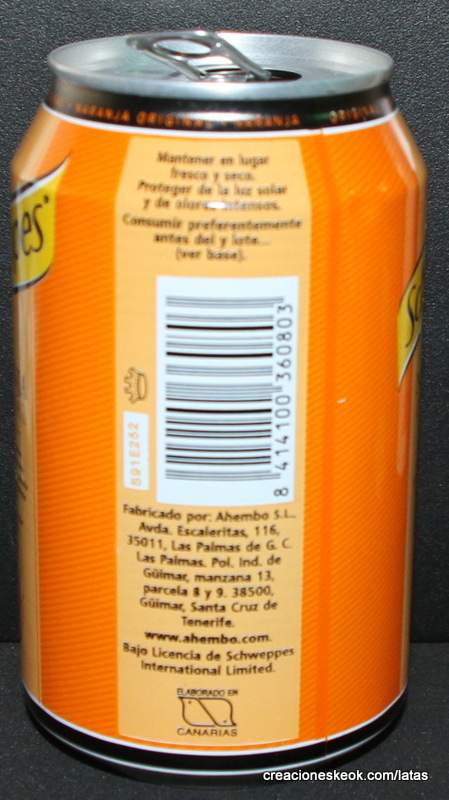 NARANJA ORIGINAL • NARANJA
ORIGINAL
Mantener en lugar
fresco y seco.
Proteger de la luz solar
y de olores intensos.
Consumir preferentemente
antes del y lote...
(ver base).
es
8 414100 360803
S91E252
Fabricado por: Ahembo S.L.
Avda. Escaleritas, 116,
35011, Las Palmas de G. C.
Las Palmas. Pol. Ind. de
Güimar, manzana 13,
parcela 8 y 9. 38500,
Güimar, Santa Cruz de
Tenerife.
www.ahembo.com.
Bajo Licencia de Schweppes
International Limited.
ELABORADO EN
CANARIAS
creacioneskeok.com/latas